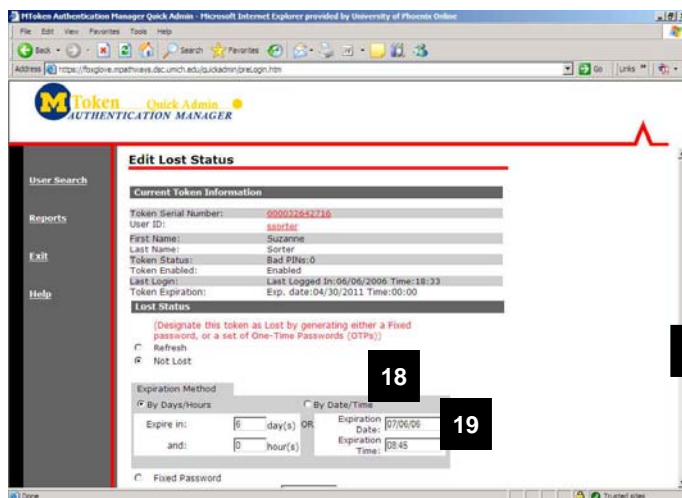 MToken Authentication Manager Quick Admin - Microsoft Internet Explorer provided by University of Phoenix Online
File Edit View Favorites Tools Help
Back Search Favorites
Address https://foxglove.mpathways.dsc.umich.edu/quickadmin/preLogin.htm Go Links
M Token Quick Admin
AUTHENTICATION MANAGER
Edit Lost Status
User Search
Reports
Exit
Help
Current Token Information
Token Serial Number: 000032642716
User ID: ssorter
First Name: Suzanne
Last Name: Sorter
Token Status: Bad PINs:0
Token Enabled: Enabled
Last Login: Last Logged In:06/06/2006 Time:18:33
Token Expiration: Exp. date:04/30/2011 Time:00:00
Lost Status
(Designate this token as Lost by generating either a Fixed
password, or a set of One-Time Passwords (OTPs))
Refresh
Not Lost
18
Expiration Method
By Days/Hours By Date/Time
Expire in: 6 day(s) OR Expiration Date: 07/06/06
19
and: 0 hour(s) Expiration Time: 08:45
Fixed Password
Done Trusted sites